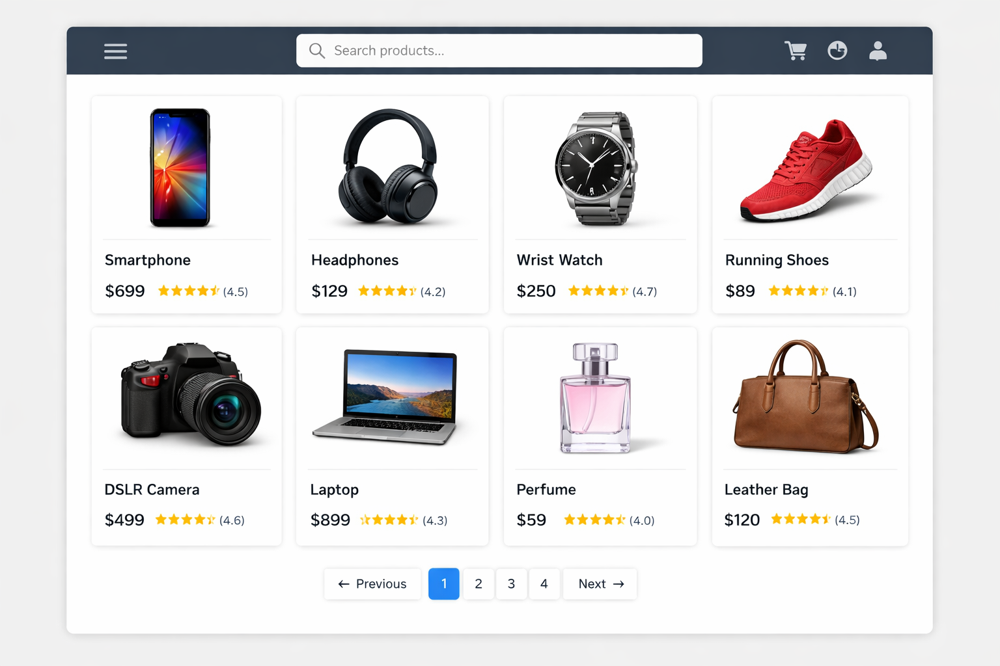 Search products...
Smartphone
$699 (4.5)
Headphones
$129 (4.2)
Wrist Watch
$250 (4.7)
Running Shoes
$89 (4.1)
DSLR Camera
$499 (4.6)
Laptop
$899 (4.3)
Perfume
$59 (4.0)
Leather Bag
$120 (4.5)
← Previous 1 2 3 4 Next →